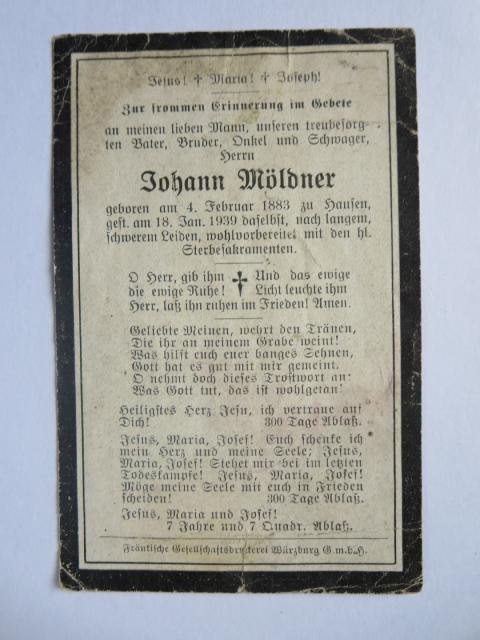 Jesus! ✝ Maria! ✝ Joseph!
Zur frommen Erinnerung im Gebete
an meinen lieben Mann, unseren treubesorg-
ten Vater, Bruder, Onkel und Schwager,
Herrn
Johann Möldner
geboren am 4. Februar 1883 zu Hausen,
gest. am 18. Jan. 1939 daselbst, nach langem,
schwerem Leiden, wohlvorbereitet mit den hl.
Sterbesakramenten.
O Herr, gib ihm ✝ Und das ewige
die ewige Ruhe! Licht leuchte ihm
Herr, laß ihn ruhen im Frieden! Amen.
Geliebte Meinen, wehrt den Tränen,
Die ihr an meinem Grabe weint!
Was hilft euch euer banges Sehnen,
Gott hat es gut mit mir gemeint.
O nehmt doch dieses Trostwort an:
Was Gott tut, das ist wohlgetan!
Heiligstes Herz Jesu, ich vertraue auf
Dich! 300 Tage Ablaß.
Jesus, Maria, Josef! Euch schenke ich
mein Herz und meine Seele; Jesus,
Maria, Josef! Stehet mir bei im letzten
Todeskampfe! Jesus, Maria, Josef!
Möge meine Seele mit euch in Frieden
scheiden! 300 Tage Ablaß.
Jesus, Maria und Josef!
7 Jahre und 7 Quadr. Ablaß.
Fränkische Gesellschaftsdruckerei Würzburg G.m.b.H.